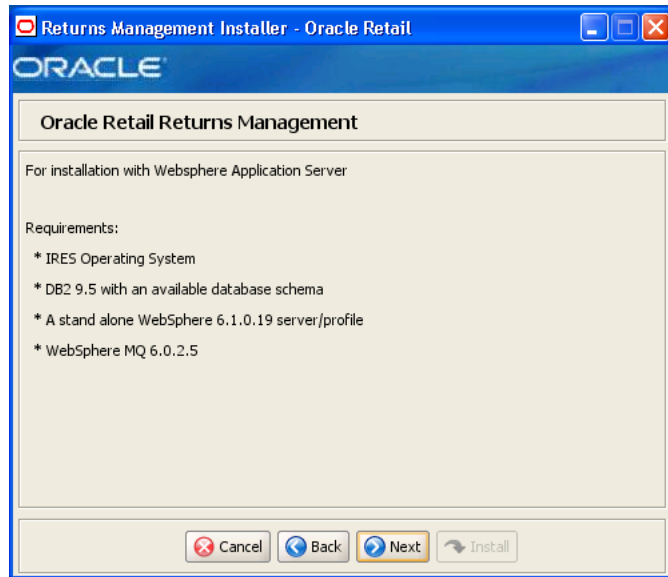 Returns Management Installer - Oracle Retail
ORACLE
Oracle Retail Returns Management
For installation with Websphere Application Server
Requirements:
* IRES Operating System
* DB2 9.5 with an available database schema
* A stand alone WebSphere 6.1.0.19 server/profile
* WebSphere MQ 6.0.2.5
Cancel Back Next Install